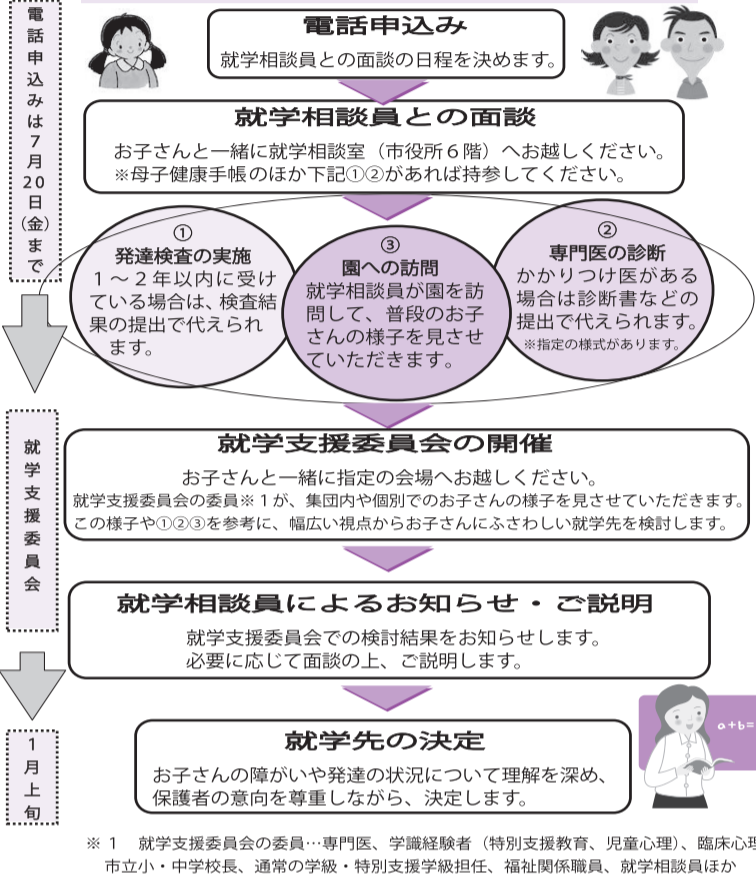 電話申込みは7月20日(金)まで
電話申込み
就学相談員との面談の日程を決めます。
就学相談員との面談
お子さんと一緒に就学相談室（市役所６階）へお越しください。
※母子健康手帳のほか下記①②があれば持参してください。
①
発達検査の実施
１～２年以内に受け
ている場合は、検査結
果の提出で代えられ
ます。
③
園への訪問
就学相談員が園を訪
問して、普段のお子
さんの様子を見させ
ていただきます。
②
専門医の診断
かかりつけ医がある
場合は診断書などの
提出で代えられます。
※指定の様式があります。
就学支援委員会
就学支援委員会の開催
お子さんと一緒に指定の会場へお越しください。
就学支援委員会の委員※１が、集団内や個別でのお子さんの様子を見させていただきます。
この様子や①②③を参考に、幅広い視点からお子さんにふさわしい就学先を検討します。
就学相談員によるお知らせ・ご説明
就学支援委員会での検討結果をお知らせします。
必要に応じて面談の上、ご説明します。
1月上旬
就学先の決定
お子さんの障がいや発達の状況について理解を深め、
保護者の意向を尊重しながら、決定します。
a+b=
※１　就学支援委員会の委員…専門医、学識経験者（特別支援教育、児童心理）、臨床心理
市立小・中学校長、通常の学級・特別支援学級担任、福祉関係職員、就学相談員ほか